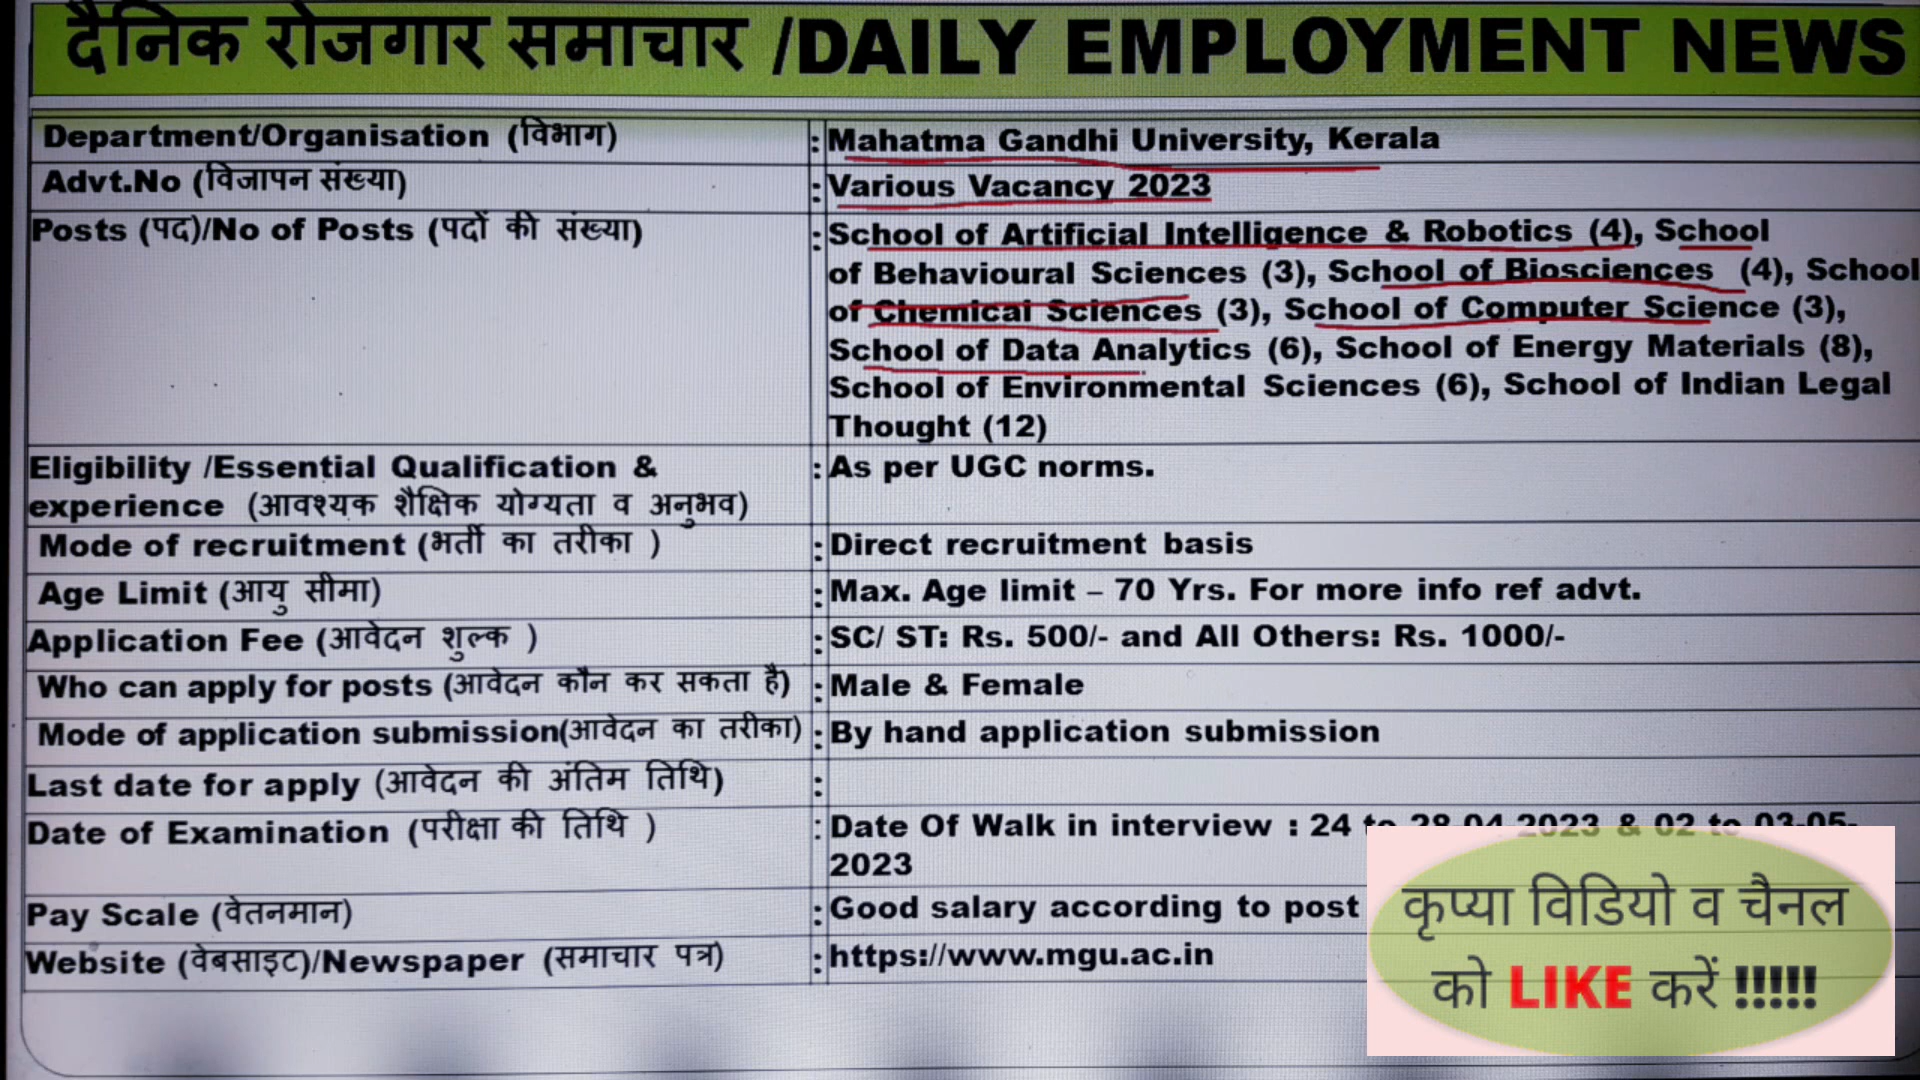 दैनिक रोजगार समाचार /DAILY EMPLOYMENT NEWS
Department/Organisation (विभाग) : Mahatma Gandhi University, Kerala
Advt.No (विज्ञापन संख्या) : Various Vacancy 2023
Posts (पद)/No of Posts (पदों की संख्या) : School of Artificial Intelligence & Robotics (4), School
of Behavioural Sciences (3), School of Biosciences (4), School
of Chemical Sciences (3), School of Computer Science (3),
School of Data Analytics (6), School of Energy Materials (8),
School of Environmental Sciences (6), School of Indian Legal
Thought (12)
Eligibility /Essential Qualification & : As per UGC norms.
experience (आवश्यक शैक्षिक योग्यता व अनुभव)
Mode of recruitment (भर्ती का तरीका ) : Direct recruitment basis
Age Limit (आयु सीमा) : Max. Age limit – 70 Yrs. For more info ref advt.
Application Fee (आवेदन शुल्क ) : SC/ ST: Rs. 500/- and All Others: Rs. 1000/-
Who can apply for posts (आवेदन कौन कर सकता है) : Male & Female
Mode of application submission(आवेदन का तरीका) : By hand application submission
Last date for apply (आवेदन की अंतिम तिथि) :
Date of Examination (परीक्षा की तिथि ) : Date Of Walk in interview : 24 to 28.04.2023 & 02 to 03-05-
2023
Pay Scale (वेतनमान) : Good salary according to post
Website (वेबसाइट)/Newspaper (समाचार पत्र) : https://www.mgu.ac.in
कृप्या विडियो व चैनल
को LIKE करें !!!!!